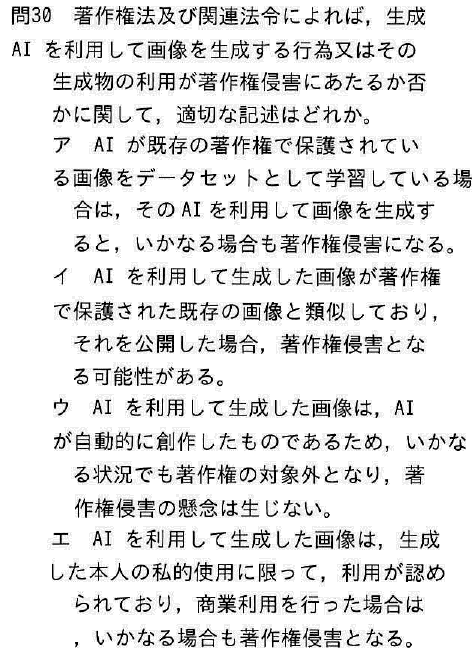 問30 著作権法及び関連法令によれば，生成
AI を利用して画像を生成する行為又はその
生成物の利用が著作権侵害にあたるか否
かに関して，適切な記述はどれか。
ア AI が既存の著作権で保護されてい
る画像をデータセットとして学習している場
合は，その AI を利用して画像を生成す
ると，いかなる場合も著作権侵害になる。
イ AI を利用して生成した画像が著作権
で保護された既存の画像と類似しており，
それを公開した場合，著作権侵害とな
る可能性がある。
ウ AI を利用して生成した画像は，AI
が自動的に創作したものであるため，いかな
る状況でも著作権の対象外となり，著
作権侵害の懸念は生じない。
エ AI を利用して生成した画像は，生成
した本人の私的使用に限って，利用が認め
られており，商業利用を行った場合は
，いかなる場合も著作権侵害となる。